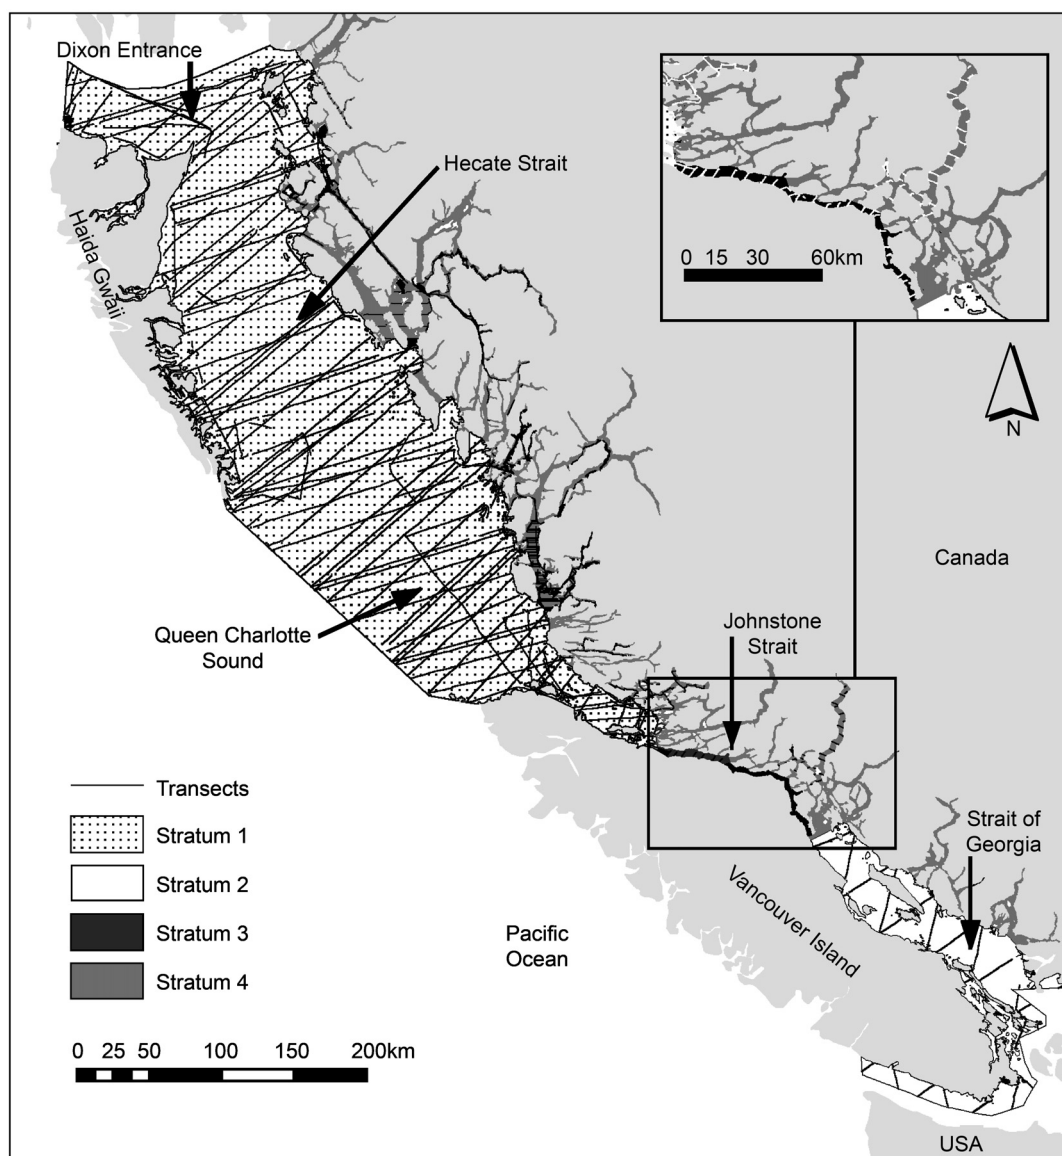 Dixon Entrance
Hecate Strait
Haida Gwaii
0 15 30 60km
N
Canada
Queen Charlotte
Sound
Johnstone
Strait
Transects
Stratum 1
Stratum 2
Stratum 3
Stratum 4
Strait of
Georgia
Vancouver Island
Pacific
Ocean
0 25 50 100 150 200km
USA